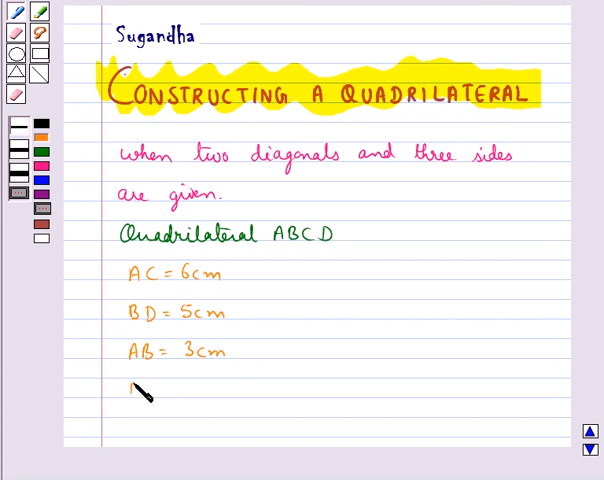 Sugandha
CONSTRUCTING A QUADRILATERAL
when two diagonals and three sides
are given.
Quadrilateral ABCD
AC = 6cm
BD = 5cm
AB = 3cm